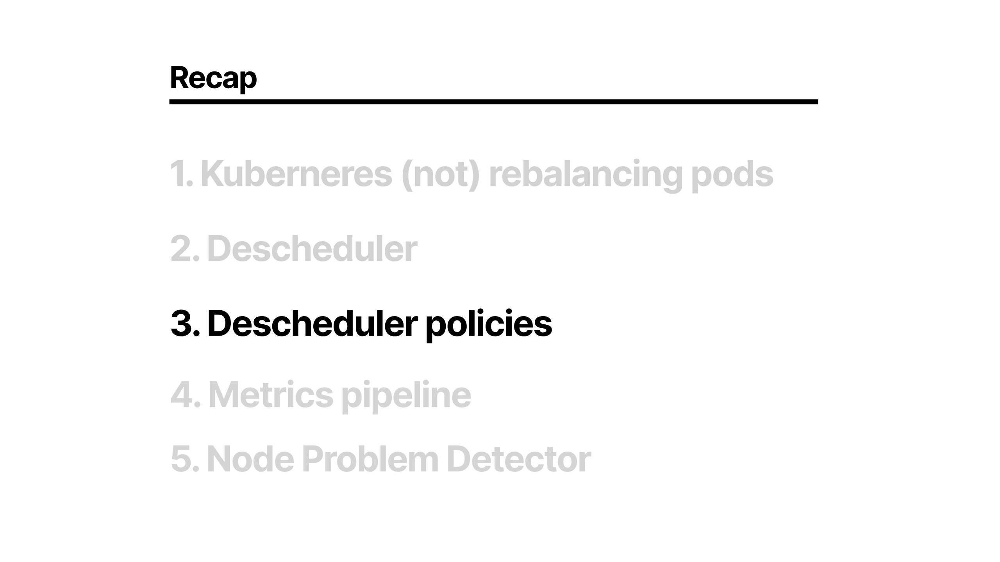 Recap
1. Kuberneres (not) rebalancing pods
2. Descheduler
3. Descheduler policies
4. Metrics pipeline
5. Node Problem Detector